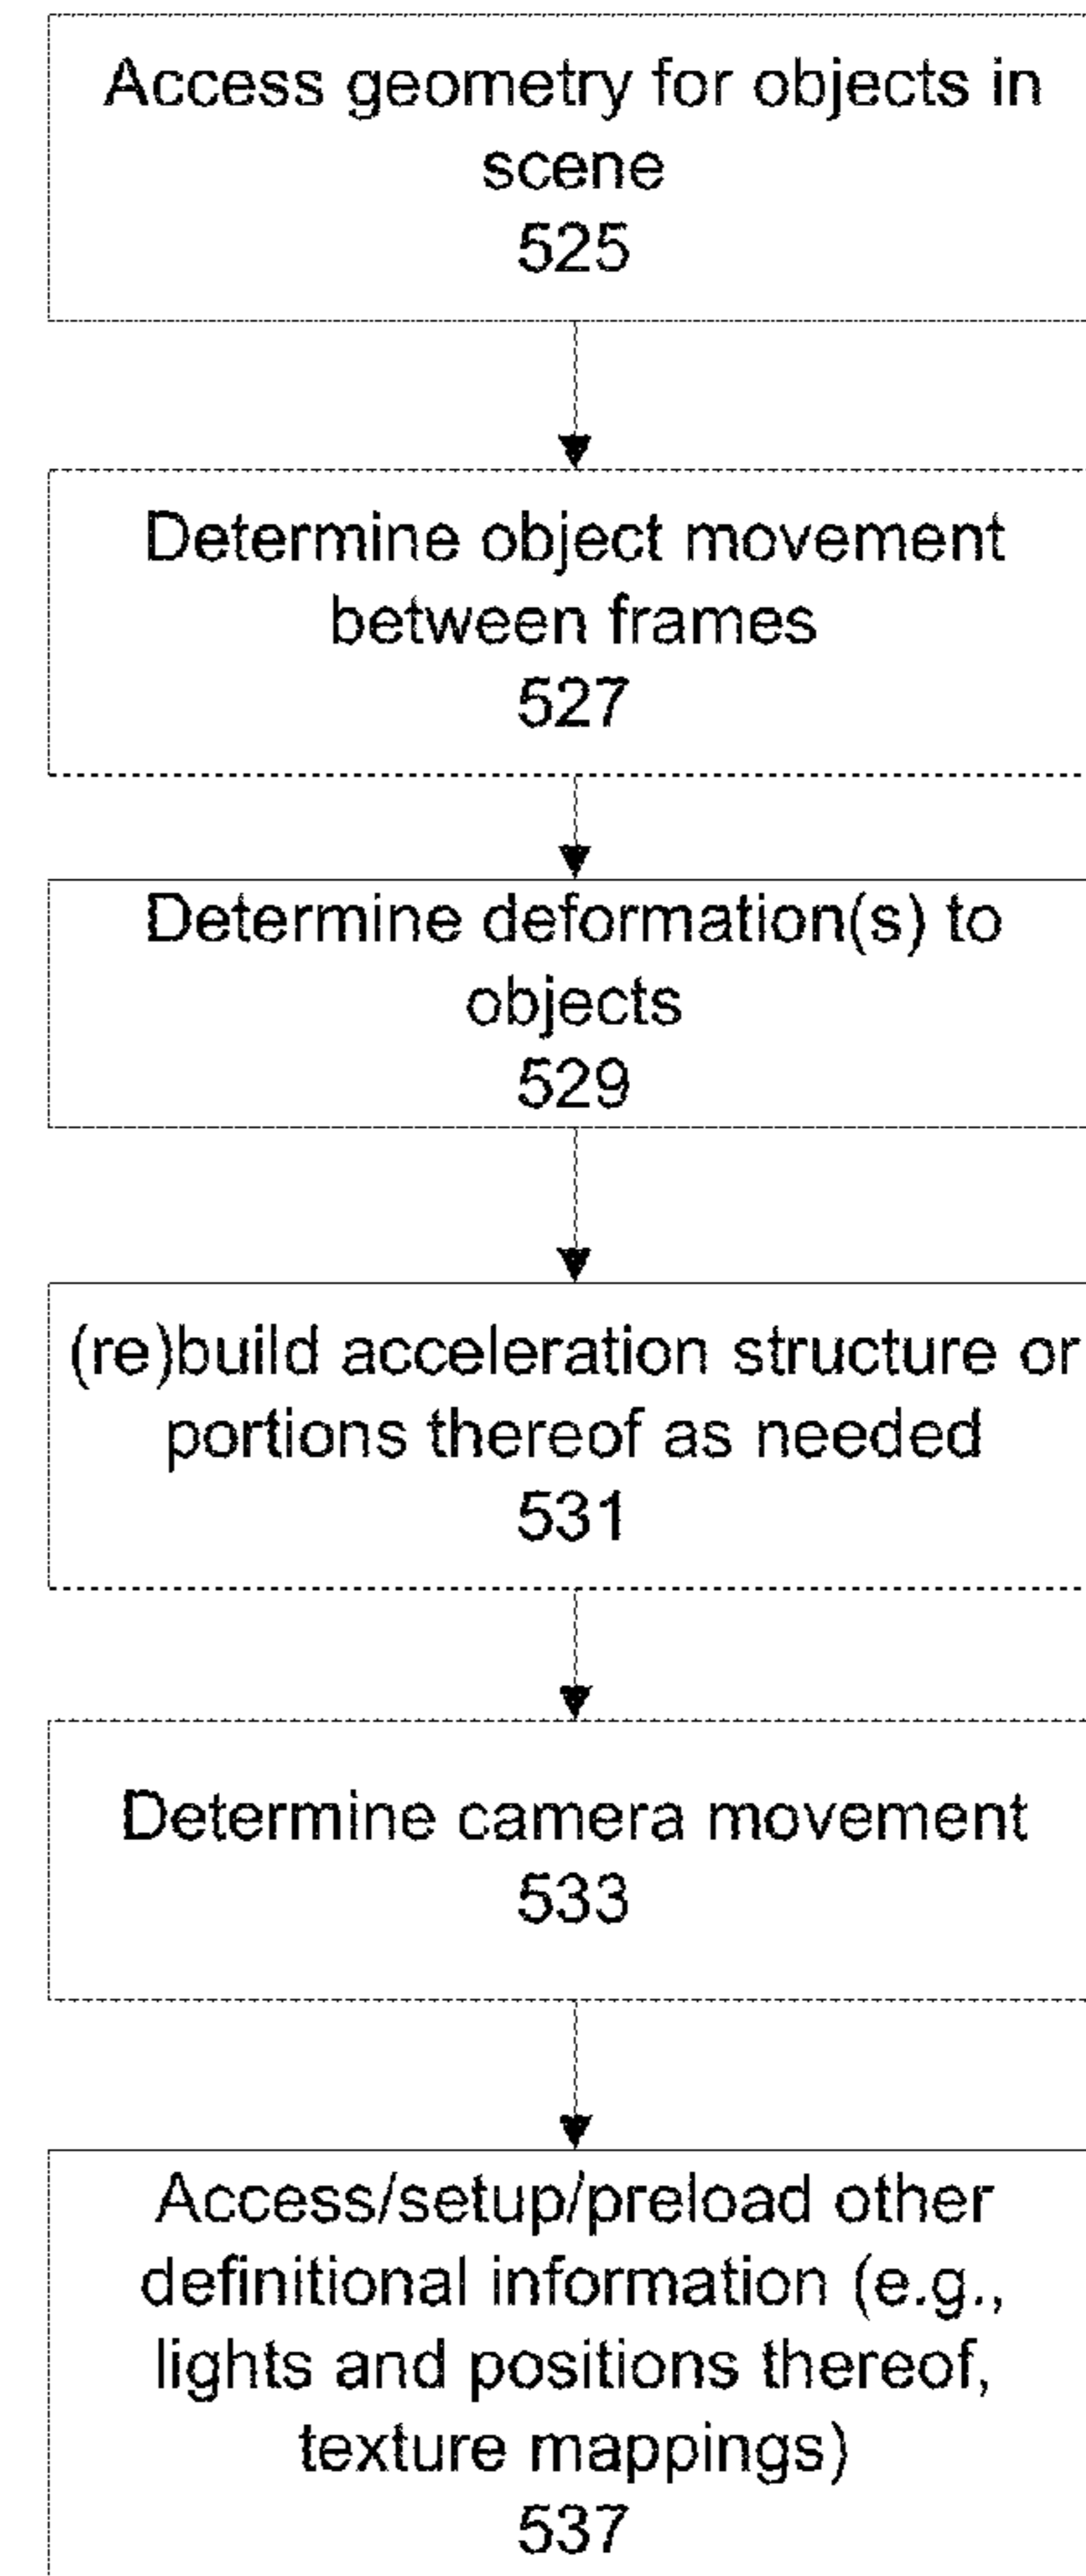 Access geometry for objects in
scene
525
Determine object movement
between frames
527
Determine deformation(s) to
objects
529
(re)build acceleration structure or
portions thereof as needed
531
Determine camera movement
533
Access/setup/preload other
definitional information (e.g.,
lights and positions thereof,
texture mappings)
537